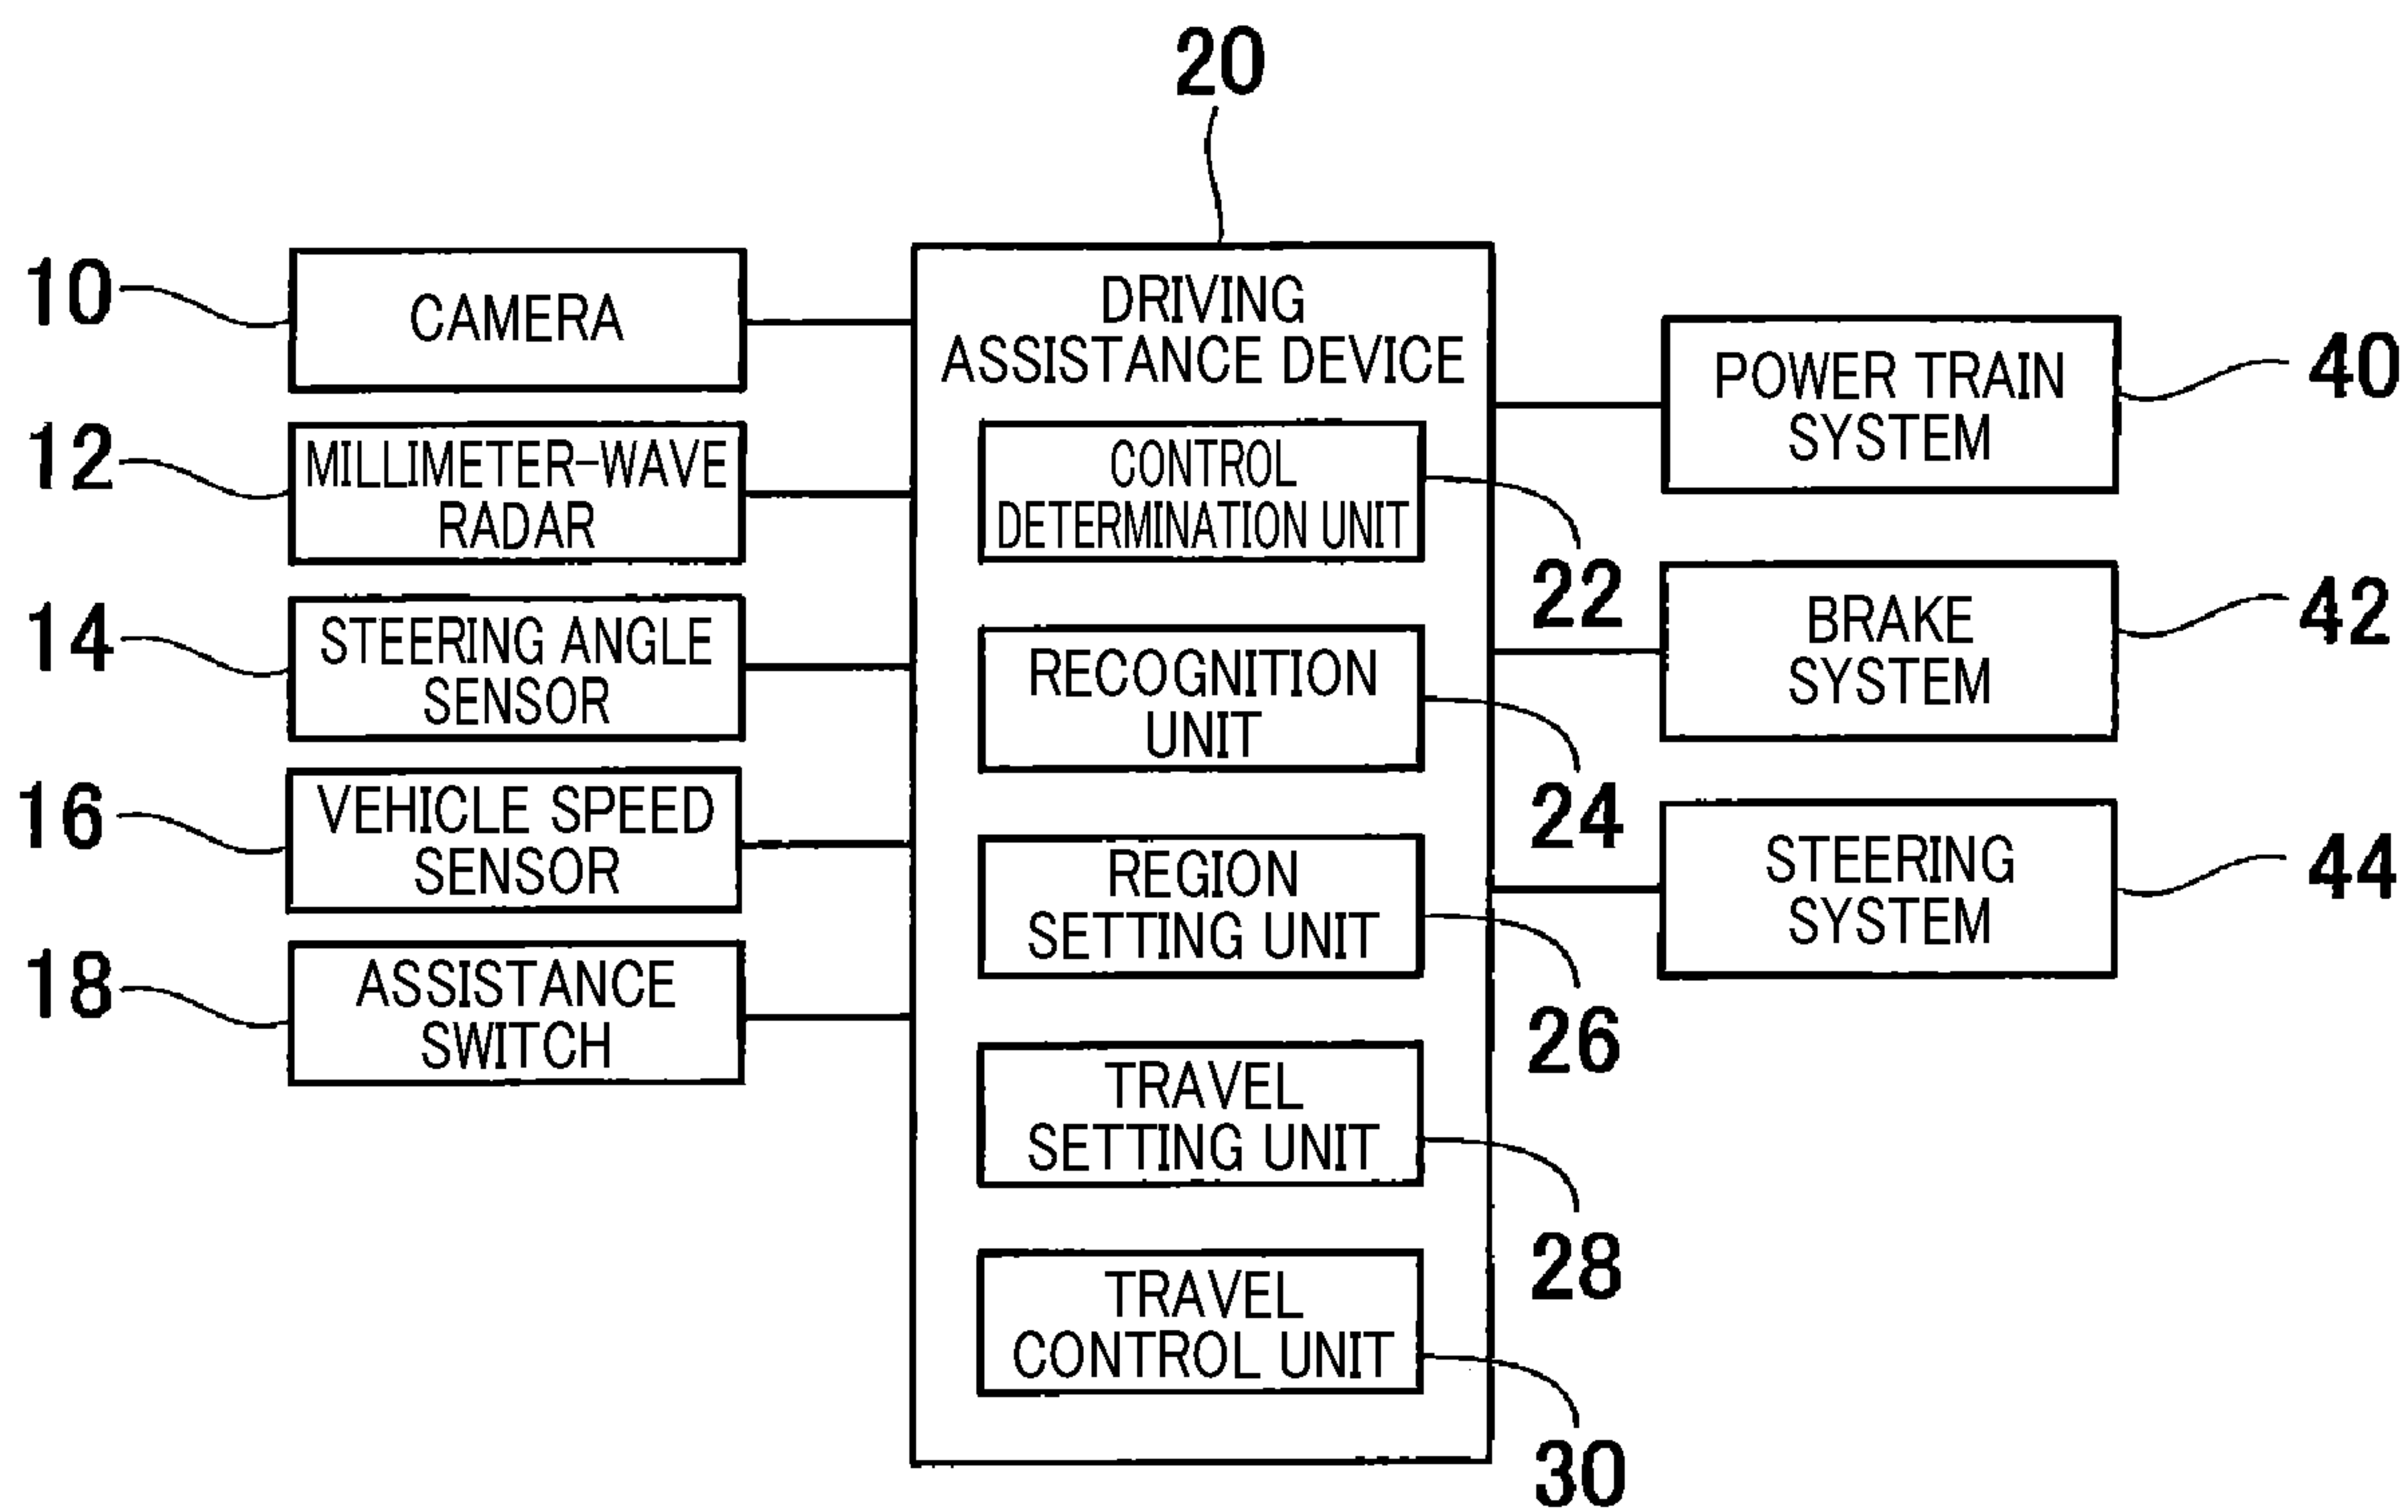 20
10
CAMERA
12
MILLIMETER-WAVE
RADAR
14
STEERING ANGLE
SENSOR
16
VEHICLE SPEED
SENSOR
18
ASSISTANCE
SWITCH
DRIVING
ASSISTANCE DEVICE
CONTROL
DETERMINATION UNIT
22
RECOGNITION
UNIT
24
REGION
SETTING UNIT
26
TRAVEL
SETTING UNIT
28
TRAVEL
CONTROL UNIT
30
POWER TRAIN
SYSTEM
40
BRAKE
SYSTEM
42
STEERING
SYSTEM
44